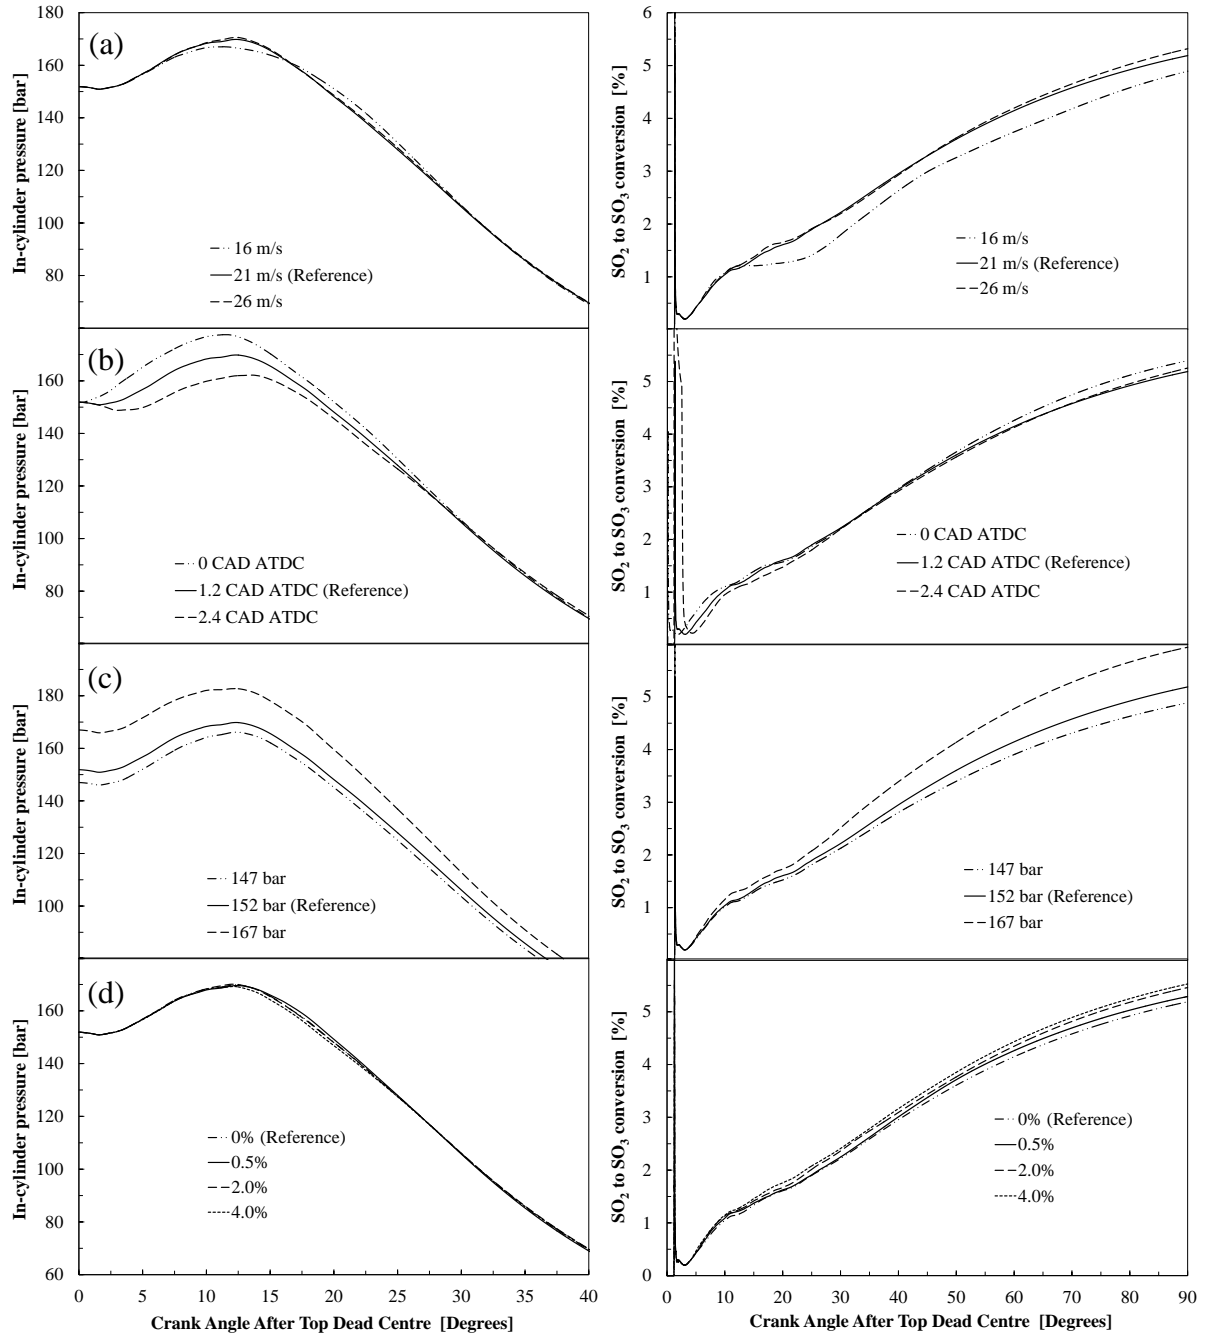 (a)
In-cylinder pressure [bar]
180
160
140
120
100
80
16 m/s
21 m/s (Reference)
26 m/s
SO2 to SO3 conversion [%]
6
5
4
3
2
1
0
16 m/s
21 m/s (Reference)
26 m/s
(b)
In-cylinder pressure [bar]
160
140
120
100
80
0 CAD ATDC
1.2 CAD ATDC (Reference)
2.4 CAD ATDC
SO2 to SO3 conversion [%]
5
4
3
2
1
0 CAD ATDC
1.2 CAD ATDC (Reference)
2.4 CAD ATDC
(c)
In-cylinder pressure [bar]
180
160
140
120
100
147 bar
152 bar (Reference)
167 bar
SO2 to SO3 conversion [%]
5
4
3
2
1
147 bar
152 bar (Reference)
167 bar
(d)
In-cylinder pressure [bar]
160
140
120
100
80
60
0% (Reference)
0.5%
2.0%
4.0%
0 5 10 15 20 25 30 35 40
Crank Angle After Top Dead Centre [Degrees]
SO2 to SO3 conversion [%]
5
4
3
2
1
0
0% (Reference)
0.5%
2.0%
4.0%
0 10 20 30 40 50 60 70 80 90
Crank Angle After Top Dead Centre [Degrees]